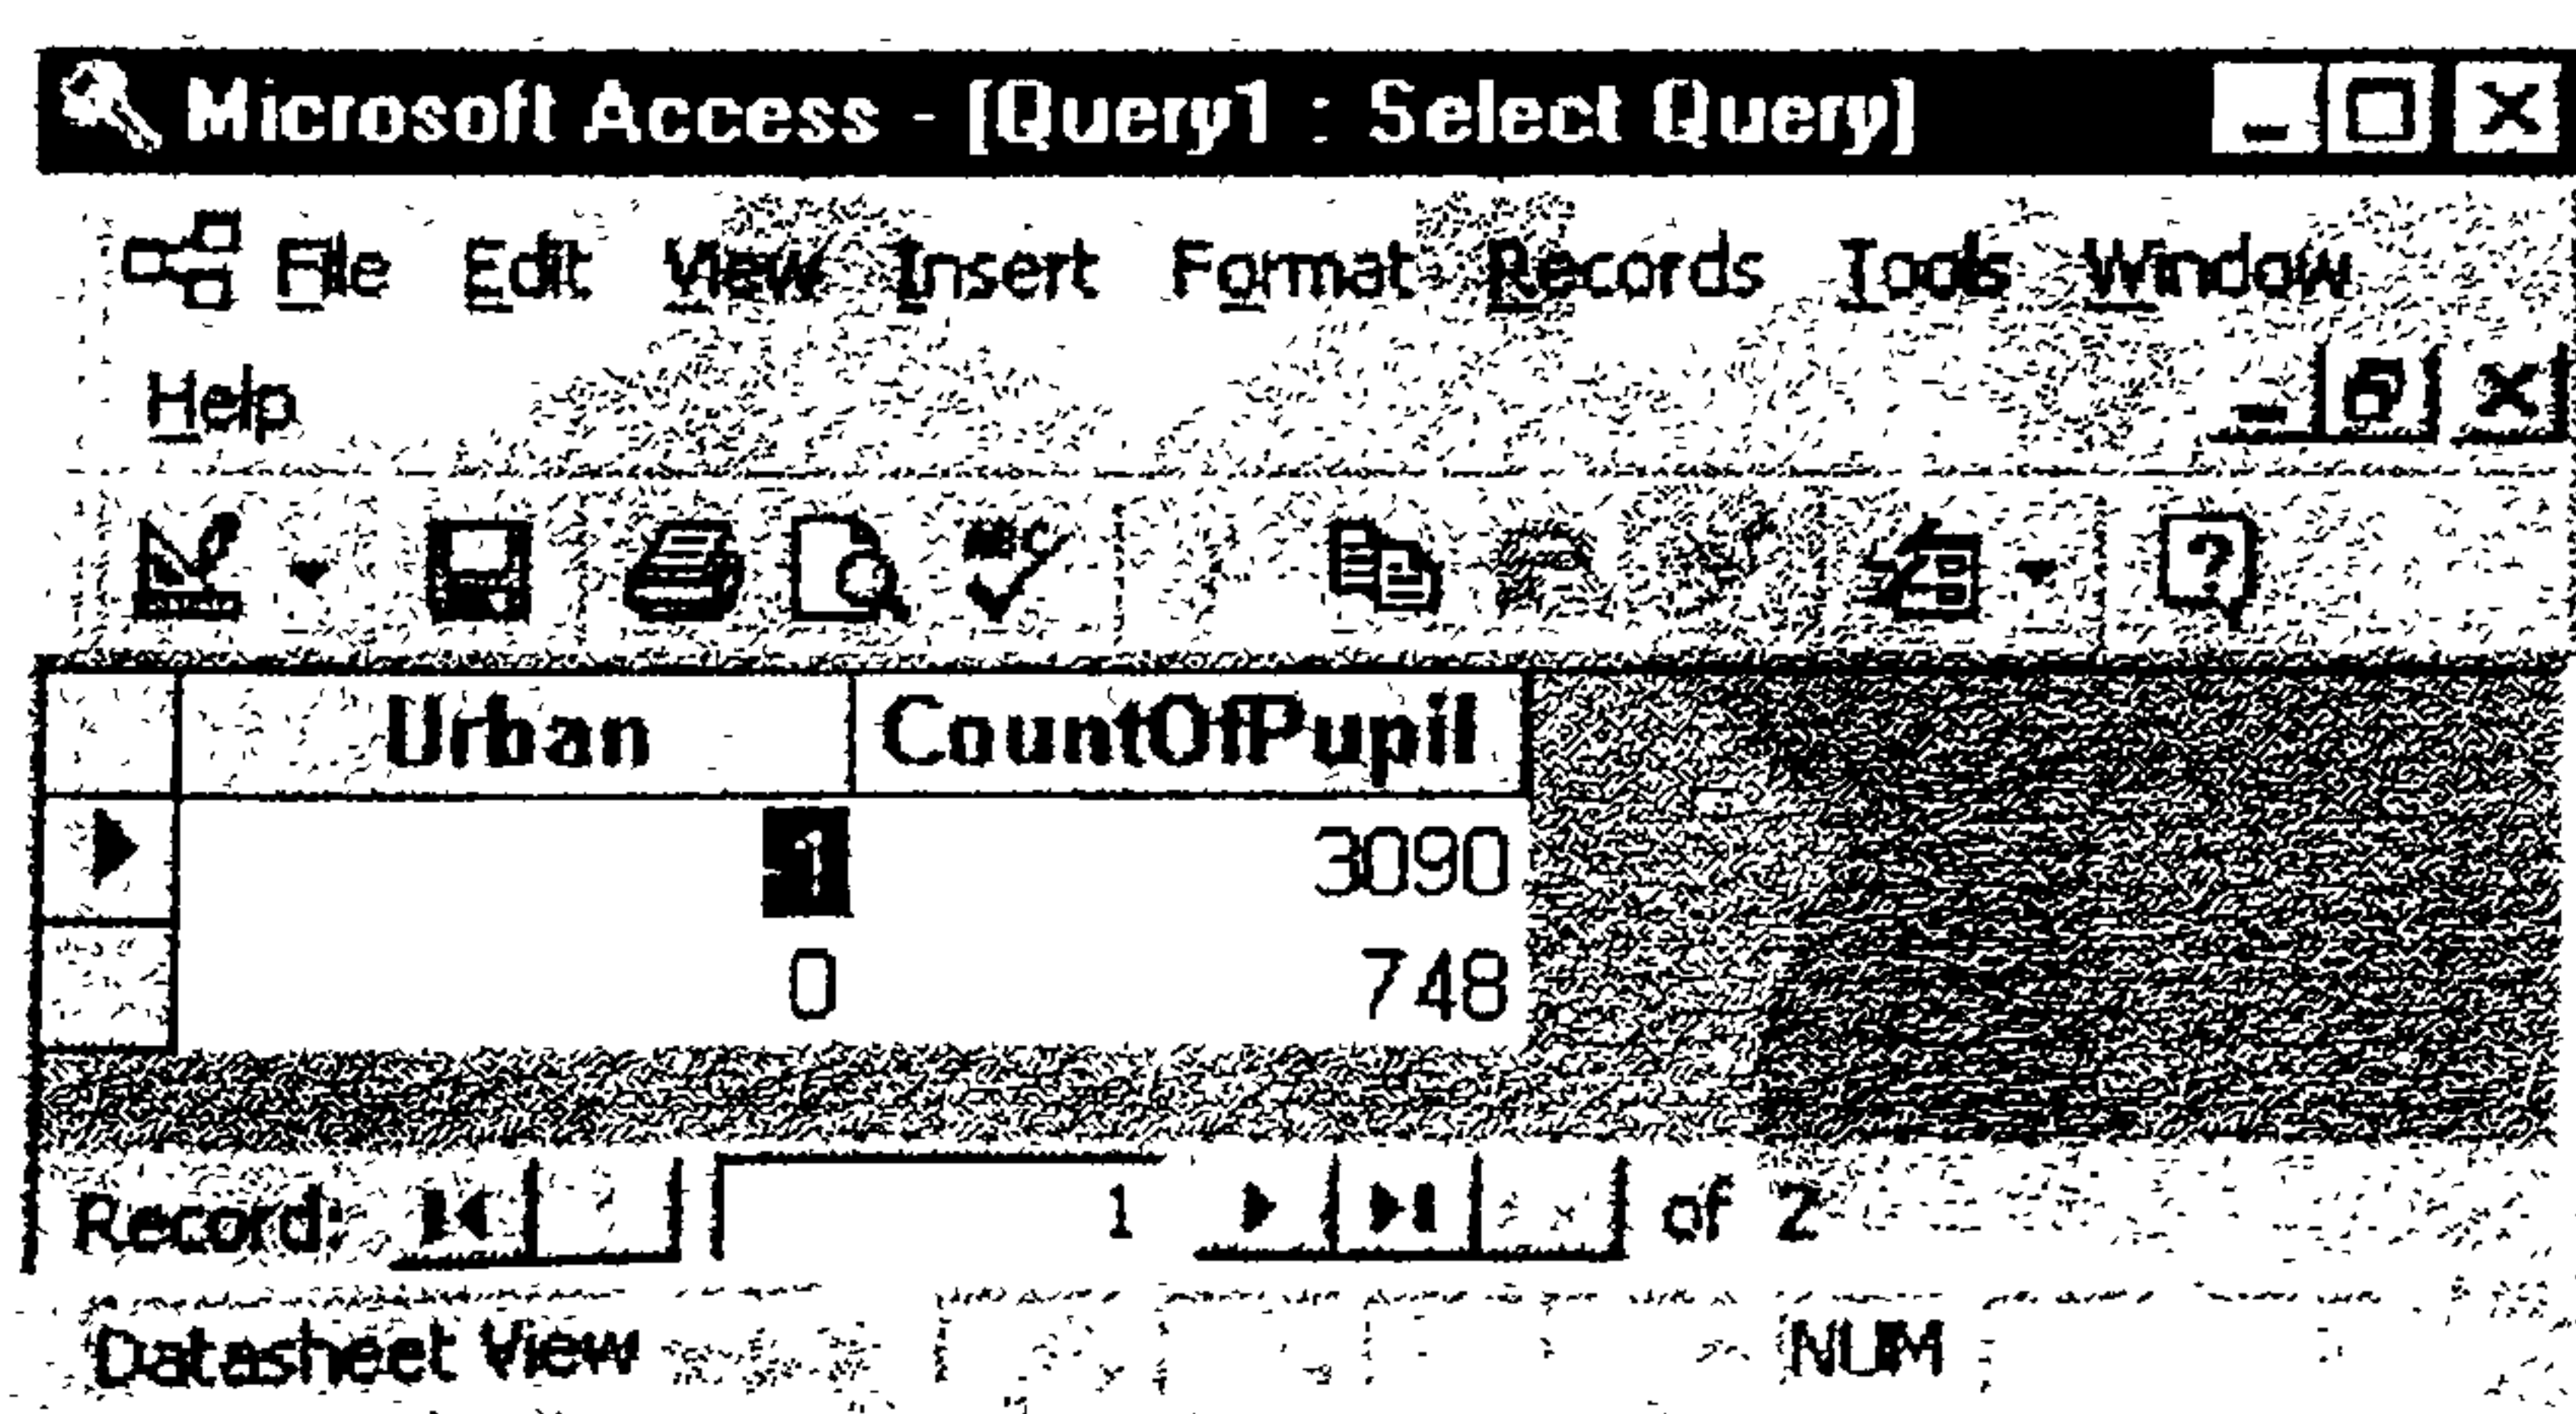 Microsoft Access - [Query1 : Select Query]
File Edit View Insert Format Records Tools Window
Help
ABC
Urban CountOfPupil
-1 3090
0 748
Record: 1 of 2
Datasheet View NUM